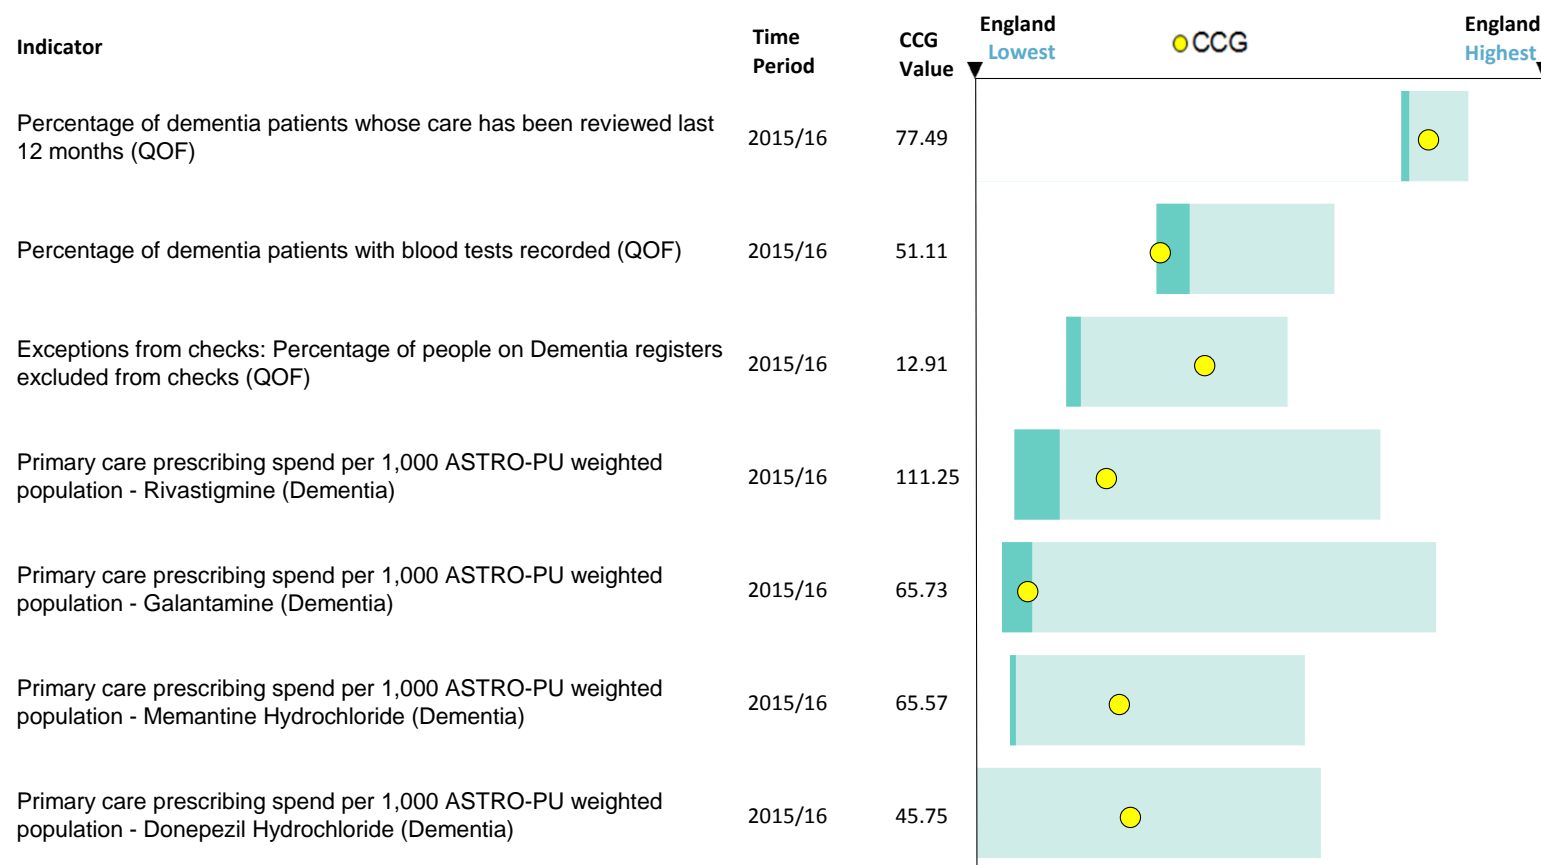 Indicator
Time Period
CCG Value
England Lowest
CCG
England Highest
Percentage of dementia patients whose care has been reviewed last
12 months (QOF)
2015/16
77.49
Percentage of dementia patients with blood tests recorded (QOF)
2015/16
51.11
Exceptions from checks: Percentage of people on Dementia registers
excluded from checks (QOF)
2015/16
12.91
Primary care prescribing spend per 1,000 ASTRO-PU weighted
population - Rivastigmine (Dementia)
2015/16
111.25
Primary care prescribing spend per 1,000 ASTRO-PU weighted
population - Galantamine (Dementia)
2015/16
65.73
Primary care prescribing spend per 1,000 ASTRO-PU weighted
population - Memantine Hydrochloride (Dementia)
2015/16
65.57
Primary care prescribing spend per 1,000 ASTRO-PU weighted
population - Donepezil Hydrochloride (Dementia)
2015/16
45.75